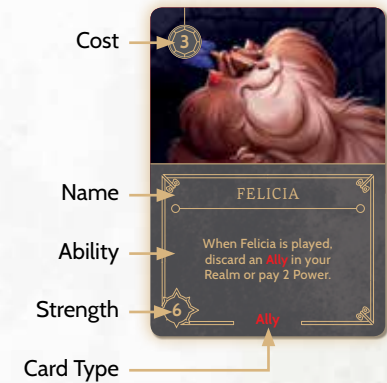 Cost
3
Name
FELICIA
Ability
When Felicia is played,
discard an Ally in your
Realm or pay 2 Power.
Strength
6
Ally
Card Type